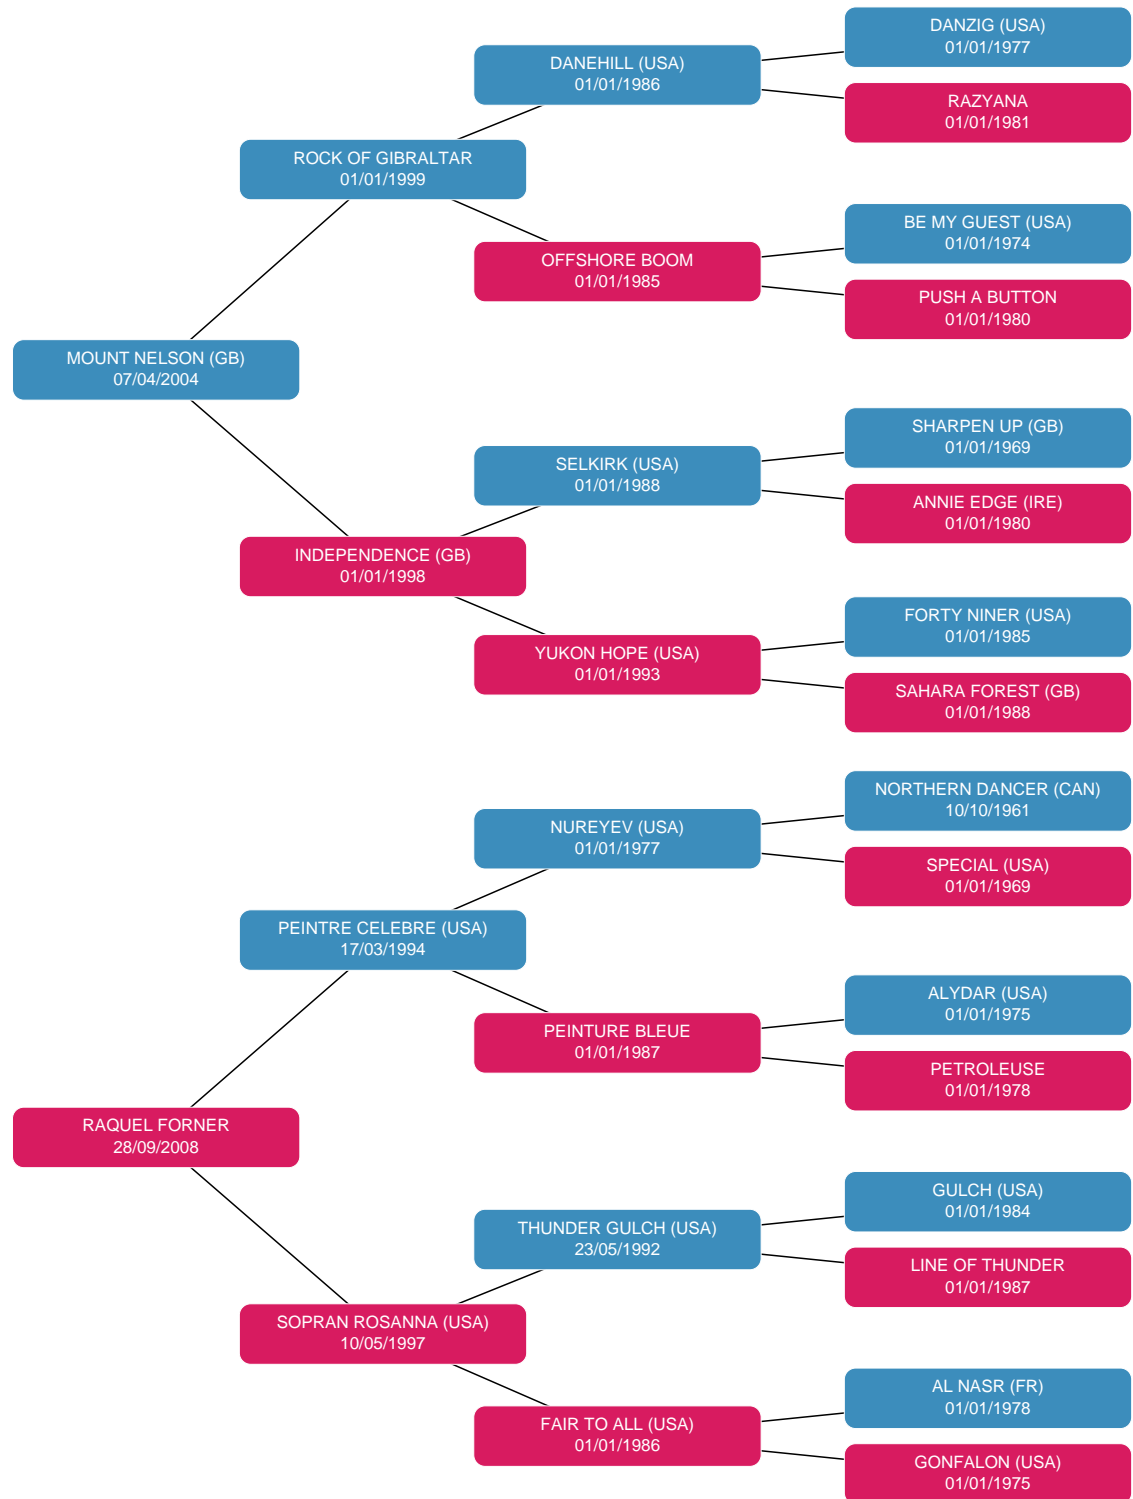 DANZIG (USA)
01/01/1977
DANEHILL (USA)
01/01/1986
RAZYANA
01/01/1981
ROCK OF GIBRALTAR
01/01/1999
BE MY GUEST (USA)
01/01/1974
OFFSHORE BOOM
01/01/1985
PUSH A BUTTON
01/01/1980
MOUNT NELSON (GB)
07/04/2004
SHARPEN UP (GB)
01/01/1969
SELKIRK (USA)
01/01/1988
ANNIE EDGE (IRE)
01/01/1980
INDEPENDENCE (GB)
01/01/1998
FORTY NINER (USA)
01/01/1985
YUKON HOPE (USA)
01/01/1993
SAHARA FOREST (GB)
01/01/1988
NORTHERN DANCER (CAN)
10/10/1961
NUREYEV (USA)
01/01/1977
SPECIAL (USA)
01/01/1969
PEINTRE CELEBRE (USA)
17/03/1994
ALYDAR (USA)
01/01/1975
PEINTURE BLEUE
01/01/1987
PETROLEUSE
01/01/1978
RAQUEL FORNER
28/09/2008
GULCH (USA)
01/01/1984
THUNDER GULCH (USA)
23/05/1992
LINE OF THUNDER
01/01/1987
SOPRAN ROSANNA (USA)
10/05/1997
AL NASR (FR)
01/01/1978
FAIR TO ALL (USA)
01/01/1986
GONFALON (USA)
01/01/1975